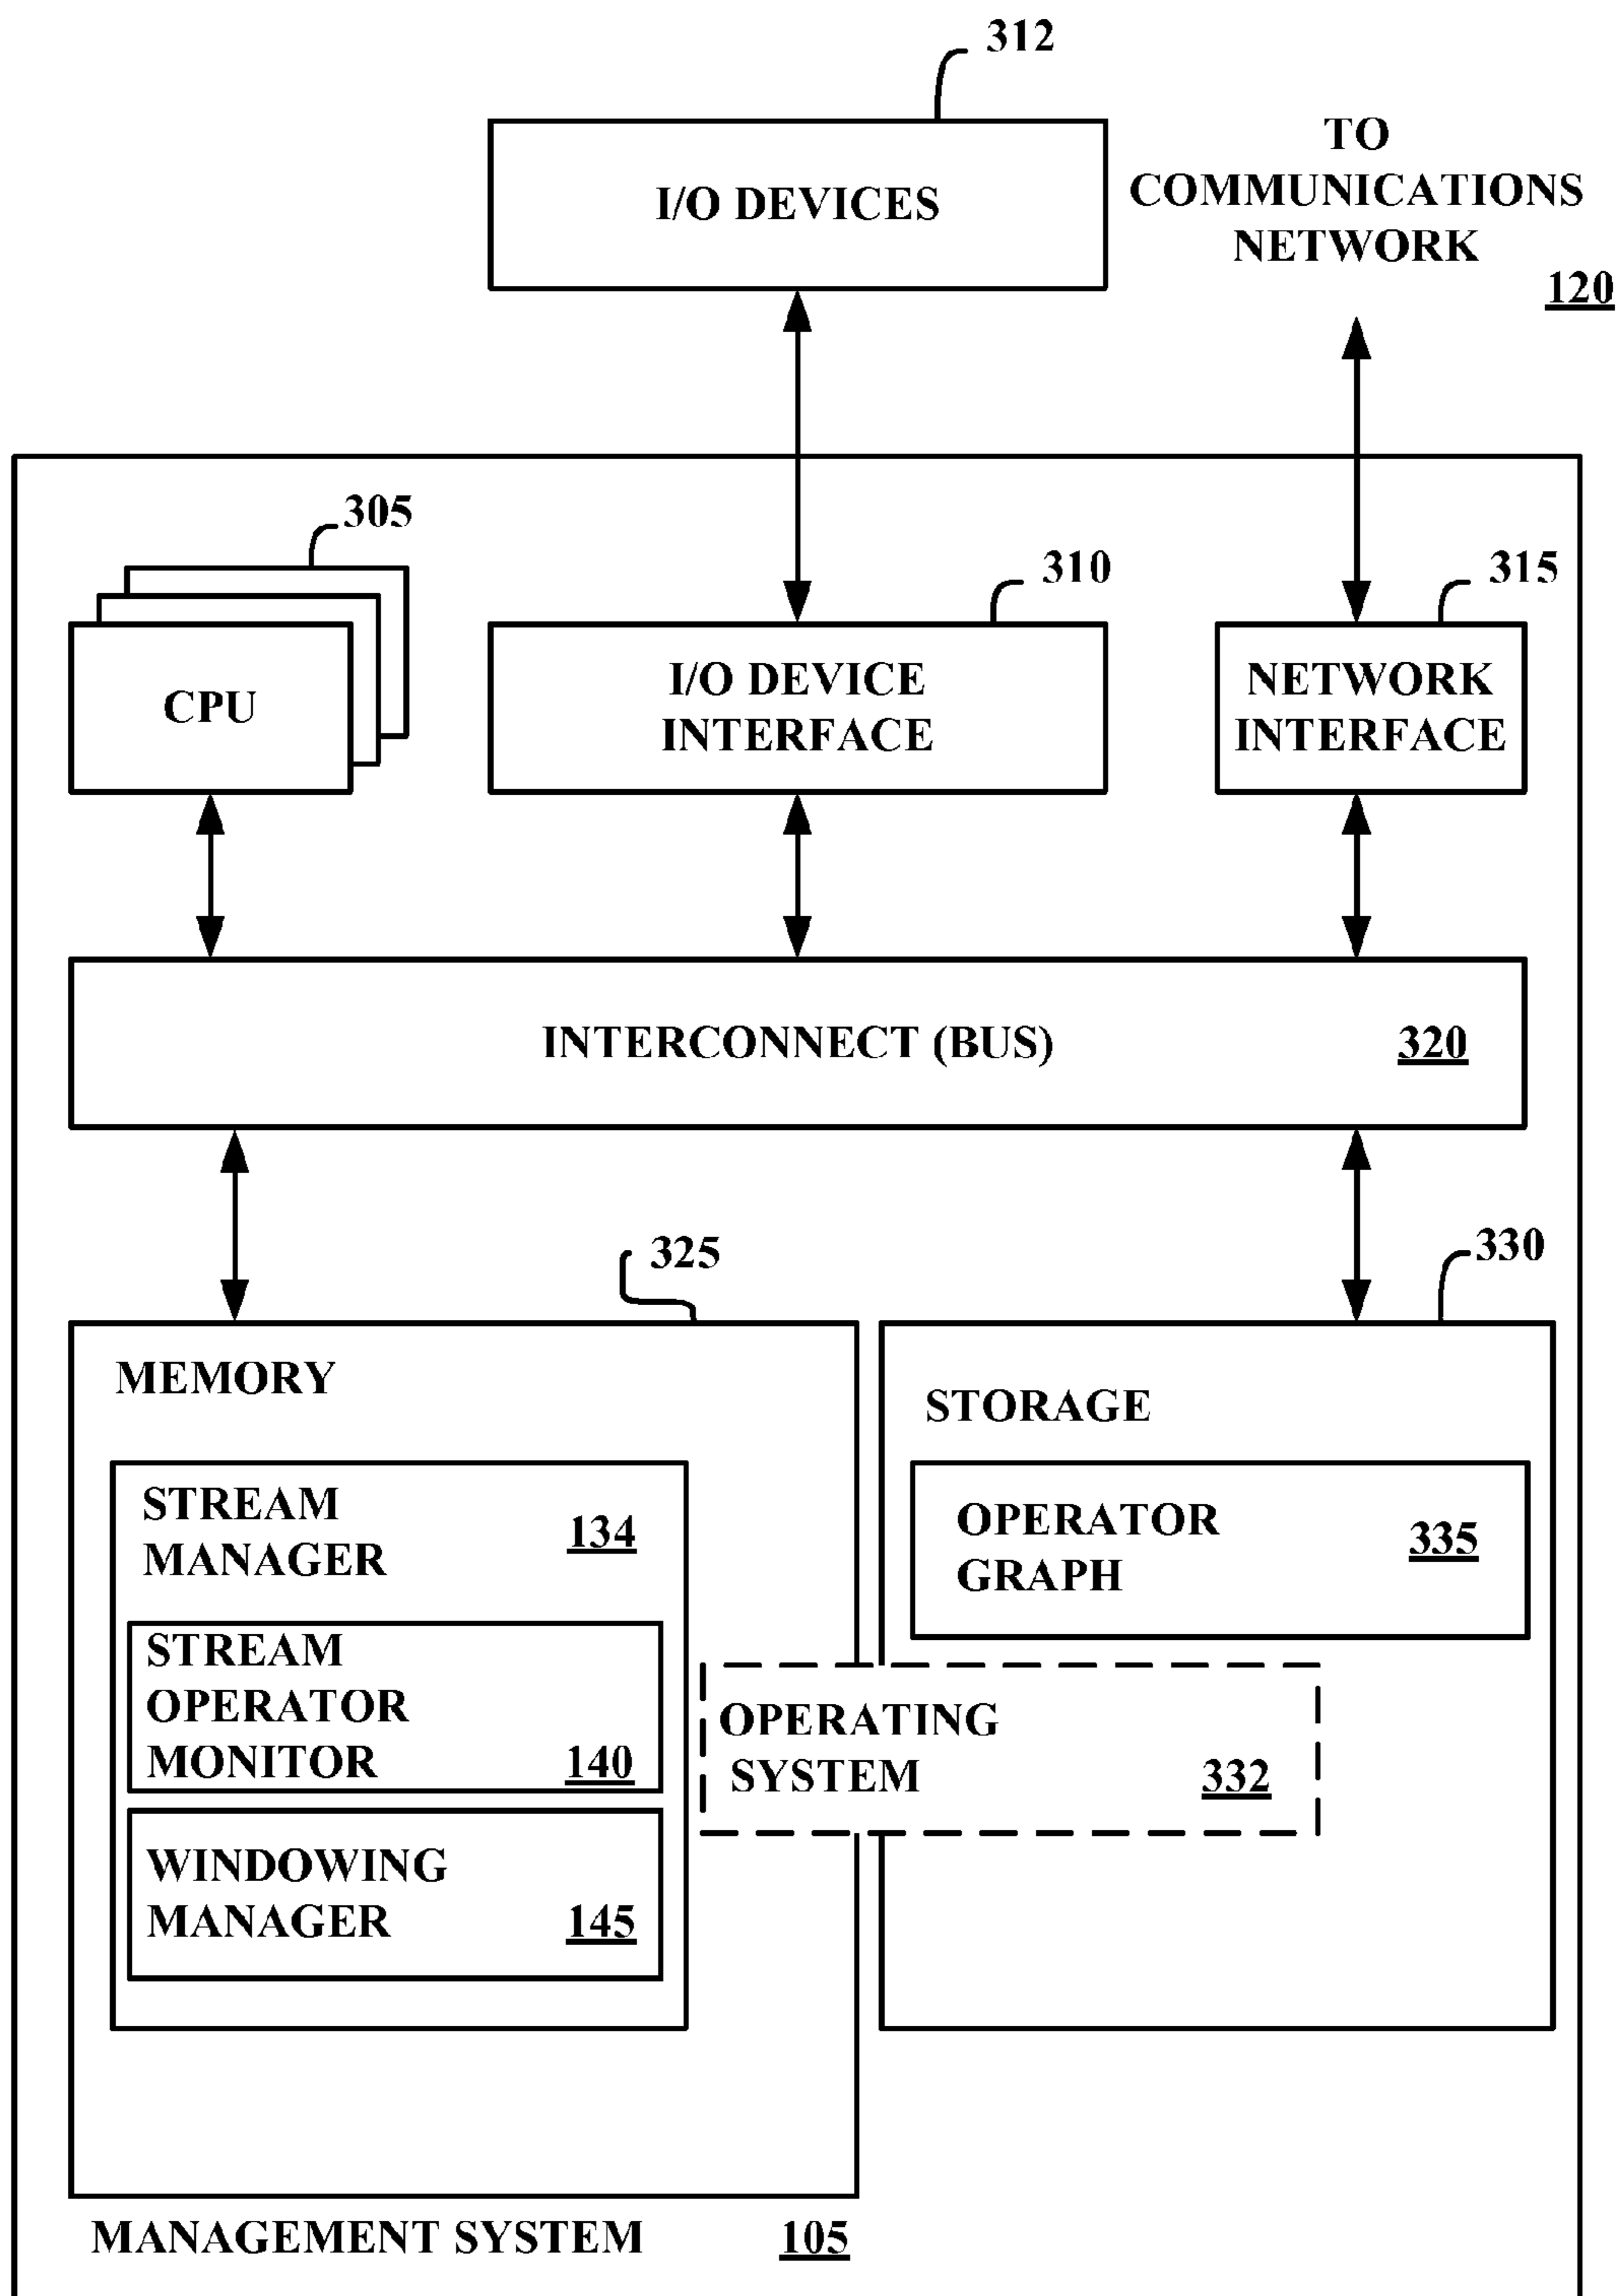 312
I/O DEVICES
TO
COMMUNICATIONS
NETWORK
120
305
310
315
CPU
I/O DEVICE
INTERFACE
NETWORK
INTERFACE
INTERCONNECT (BUS)
320
325
330
MEMORY
STREAM
MANAGER
134
STREAM
OPERATOR
MONITOR
140
WINDOWING
MANAGER
145
STORAGE
OPERATOR
GRAPH
335
OPERATING
SYSTEM
332
MANAGEMENT SYSTEM
105